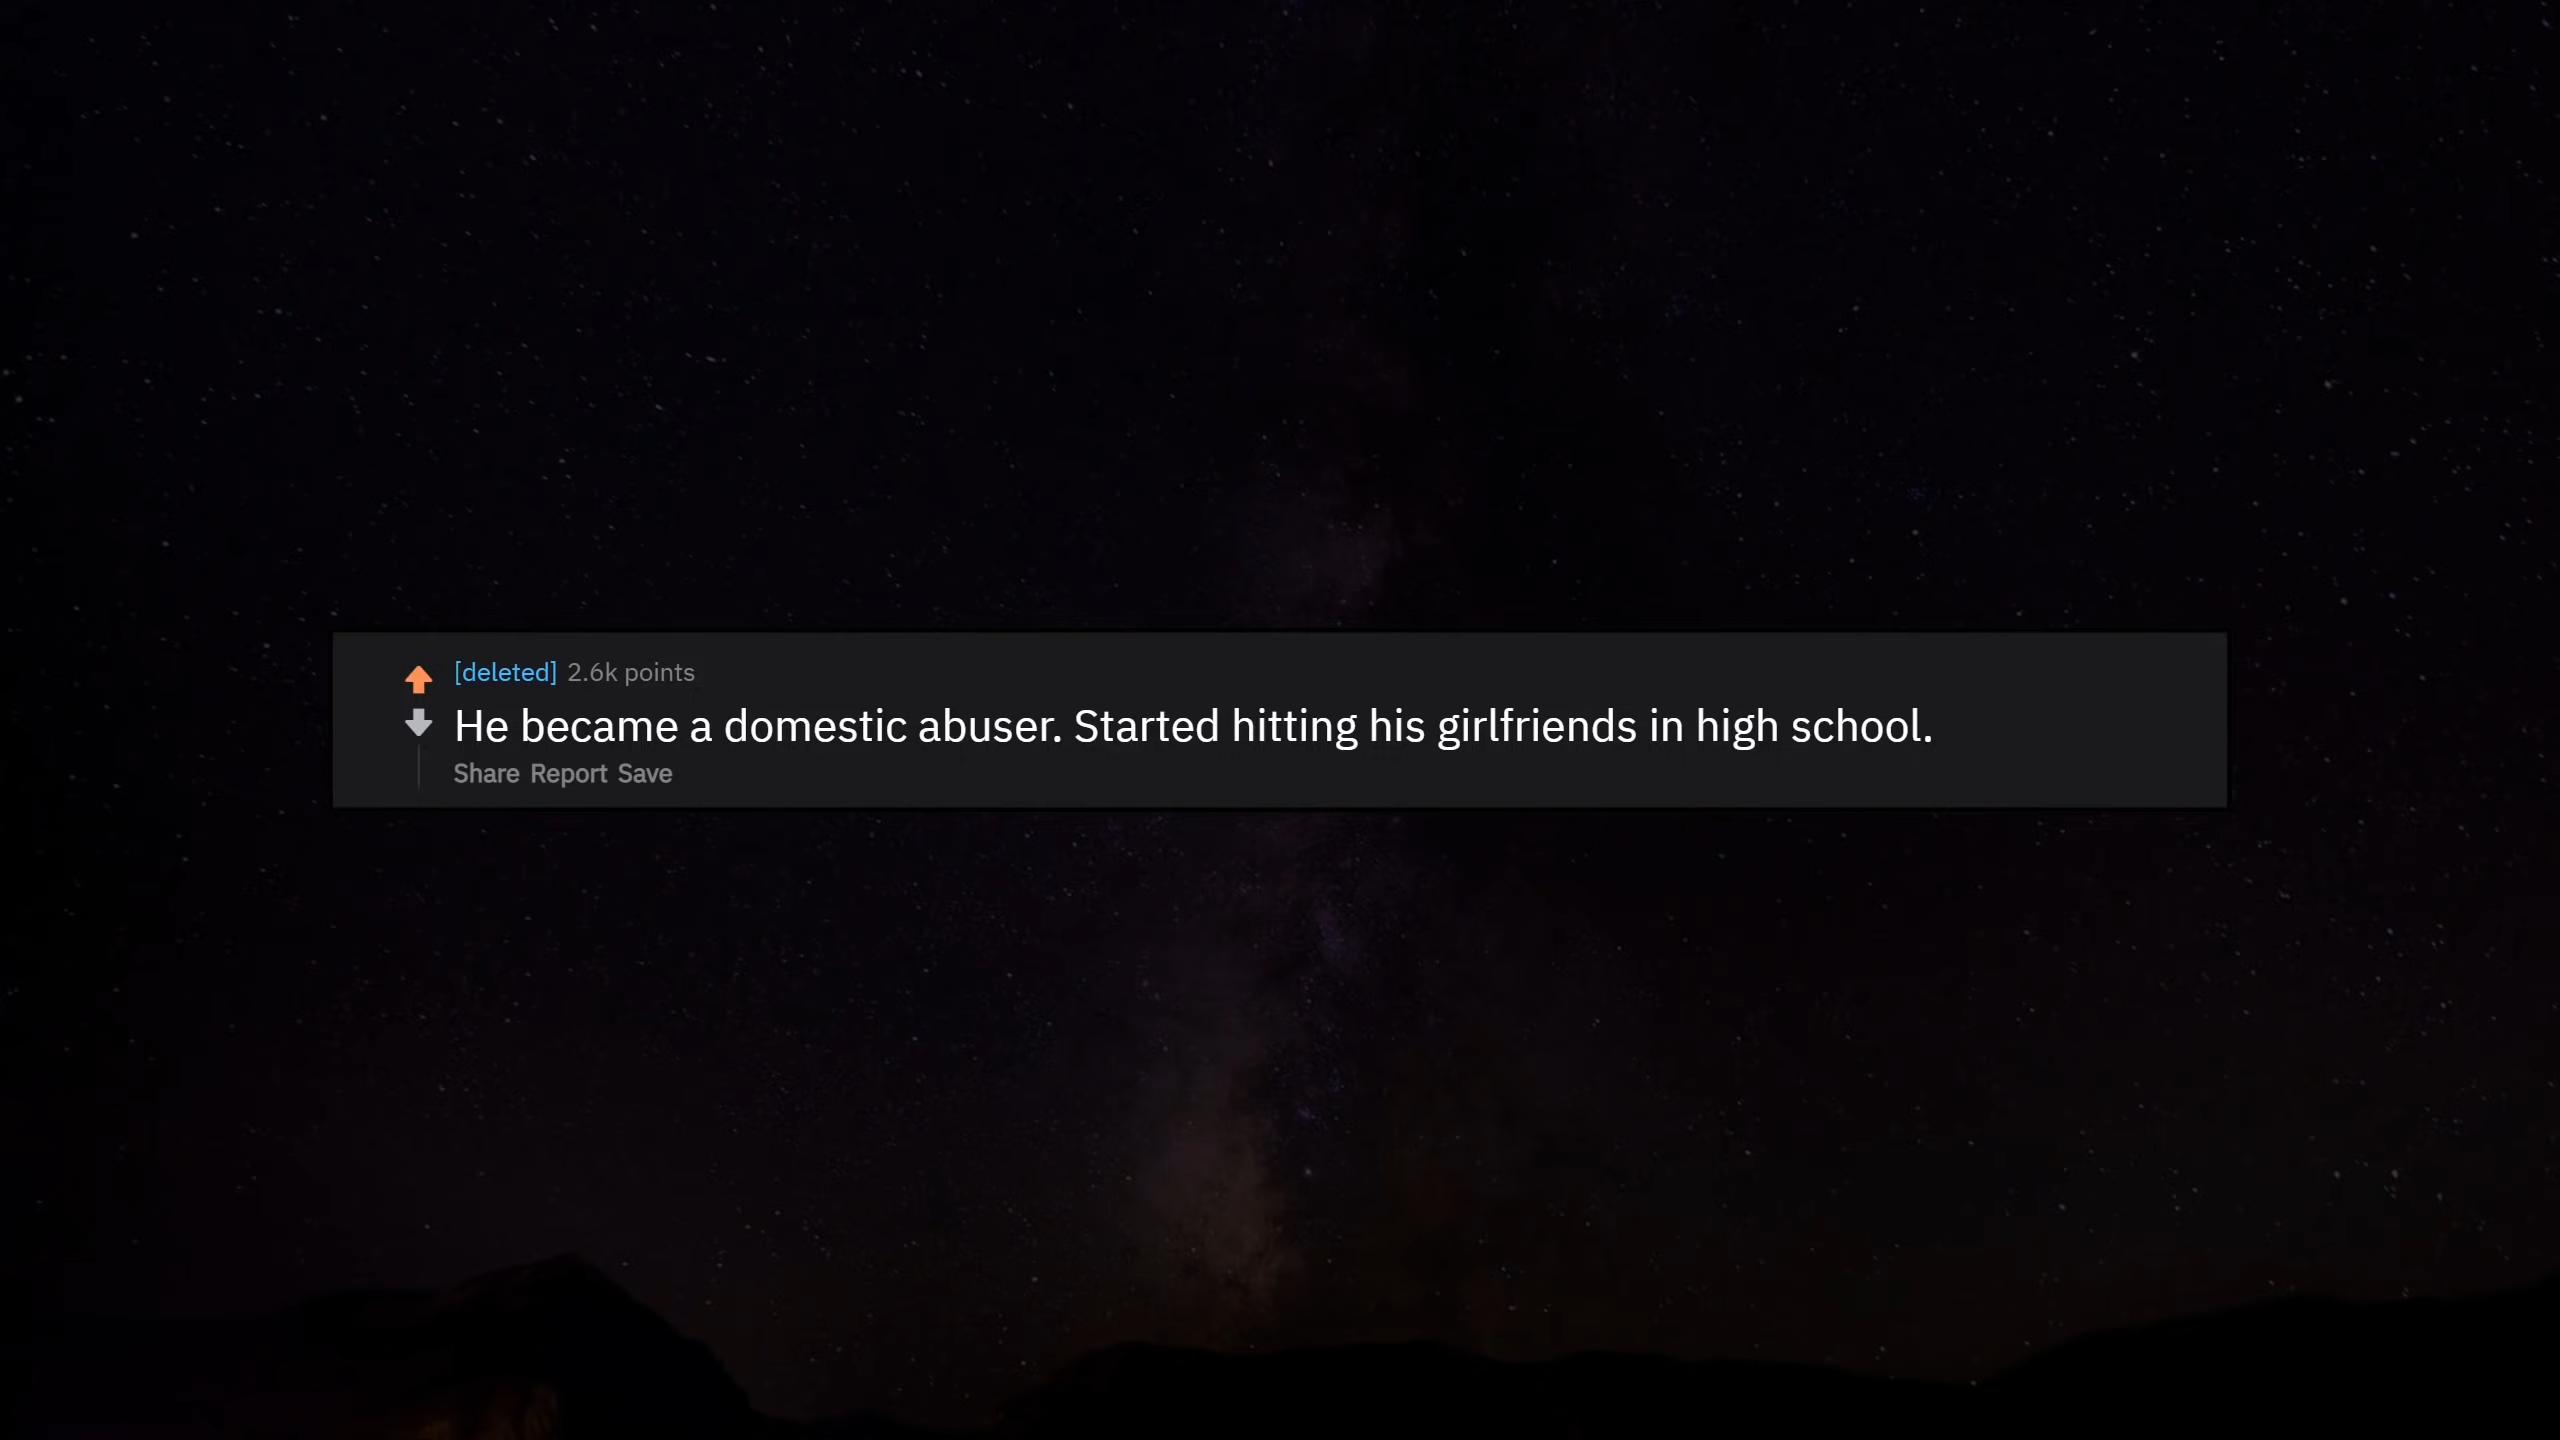 [deleted] 2.6k points
He became a domestic abuser. Started hitting his girlfriends in high school.
Share Report Save